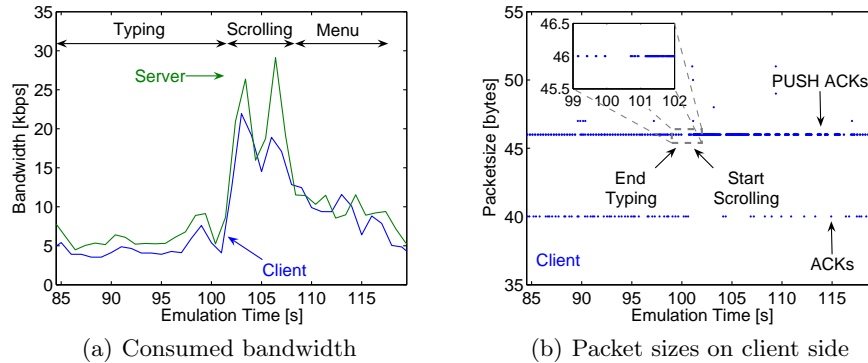 Typing
Scrolling
Menu
Server
Client
Bandwidth [kbps]
35
30
25
20
15
10
5
0
85
90
95
100
105
110
115
Emulation Time [s]
(a) Consumed bandwidth
46.5
46
45.5
99
100
101
102
PUSH ACKs
End
Typing
Start
Scrolling
Client
ACKs
Packetsize [bytes]
55
50
45
40
35
85
90
95
100
105
110
115
Emulation Time [s]
(b) Packet sizes on client side